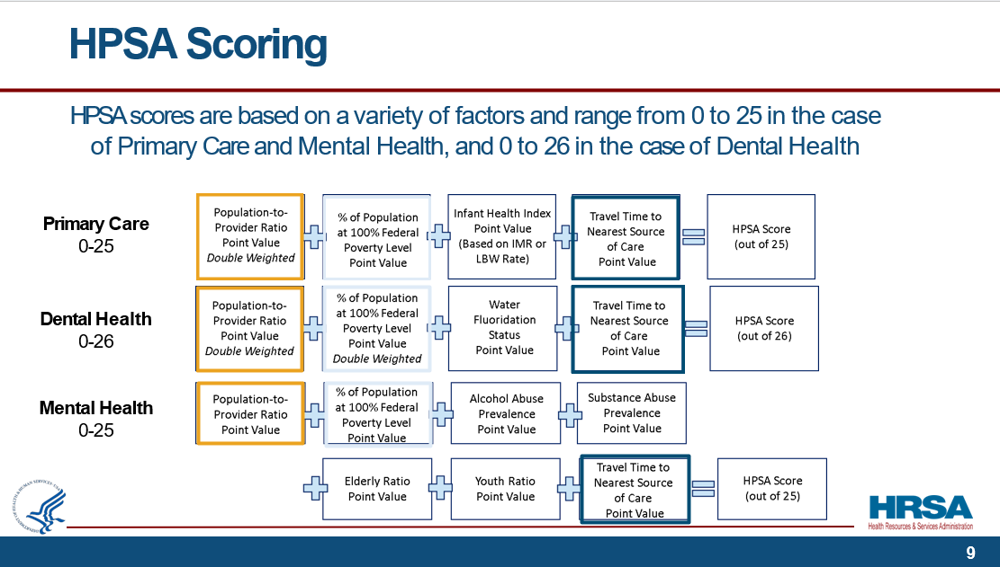 HPSA Scoring
HPSA scores are based on a variety of factors and range from 0 to 25 in the case
of Primary Care and Mental Health, and 0 to 26 in the case of Dental Health
Primary Care
0-25
Population-to-
Provider Ratio
Point Value
Double Weighted
% of Population
at 100% Federal
Poverty Level
Point Value
Infant Health Index
Point Value
(Based on IMR or
LBW Rate)
Travel Time to
Nearest Source
of Care
Point Value
HPSA Score
(out of 25)
Dental Health
0-26
Population-to-
Provider Ratio
Point Value
Double Weighted
% of Population
at 100% Federal
Poverty Level
Point Value
Double Weighted
Water
Fluoridation
Status
Point Value
Travel Time to
Nearest Source
of Care
Point Value
HPSA Score
(out of 26)
Mental Health
0-25
Population-to-
Provider Ratio
Point Value
% of Population
at 100% Federal
Poverty Level
Point Value
Alcohol Abuse
Prevalence
Point Value
Substance Abuse
Prevalence
Point Value
Elderly Ratio
Point Value
Youth Ratio
Point Value
Travel Time to
Nearest Source
of Care
Point Value
HPSA Score
(out of 25)
HRSA
Health Resources & Services Administration
9